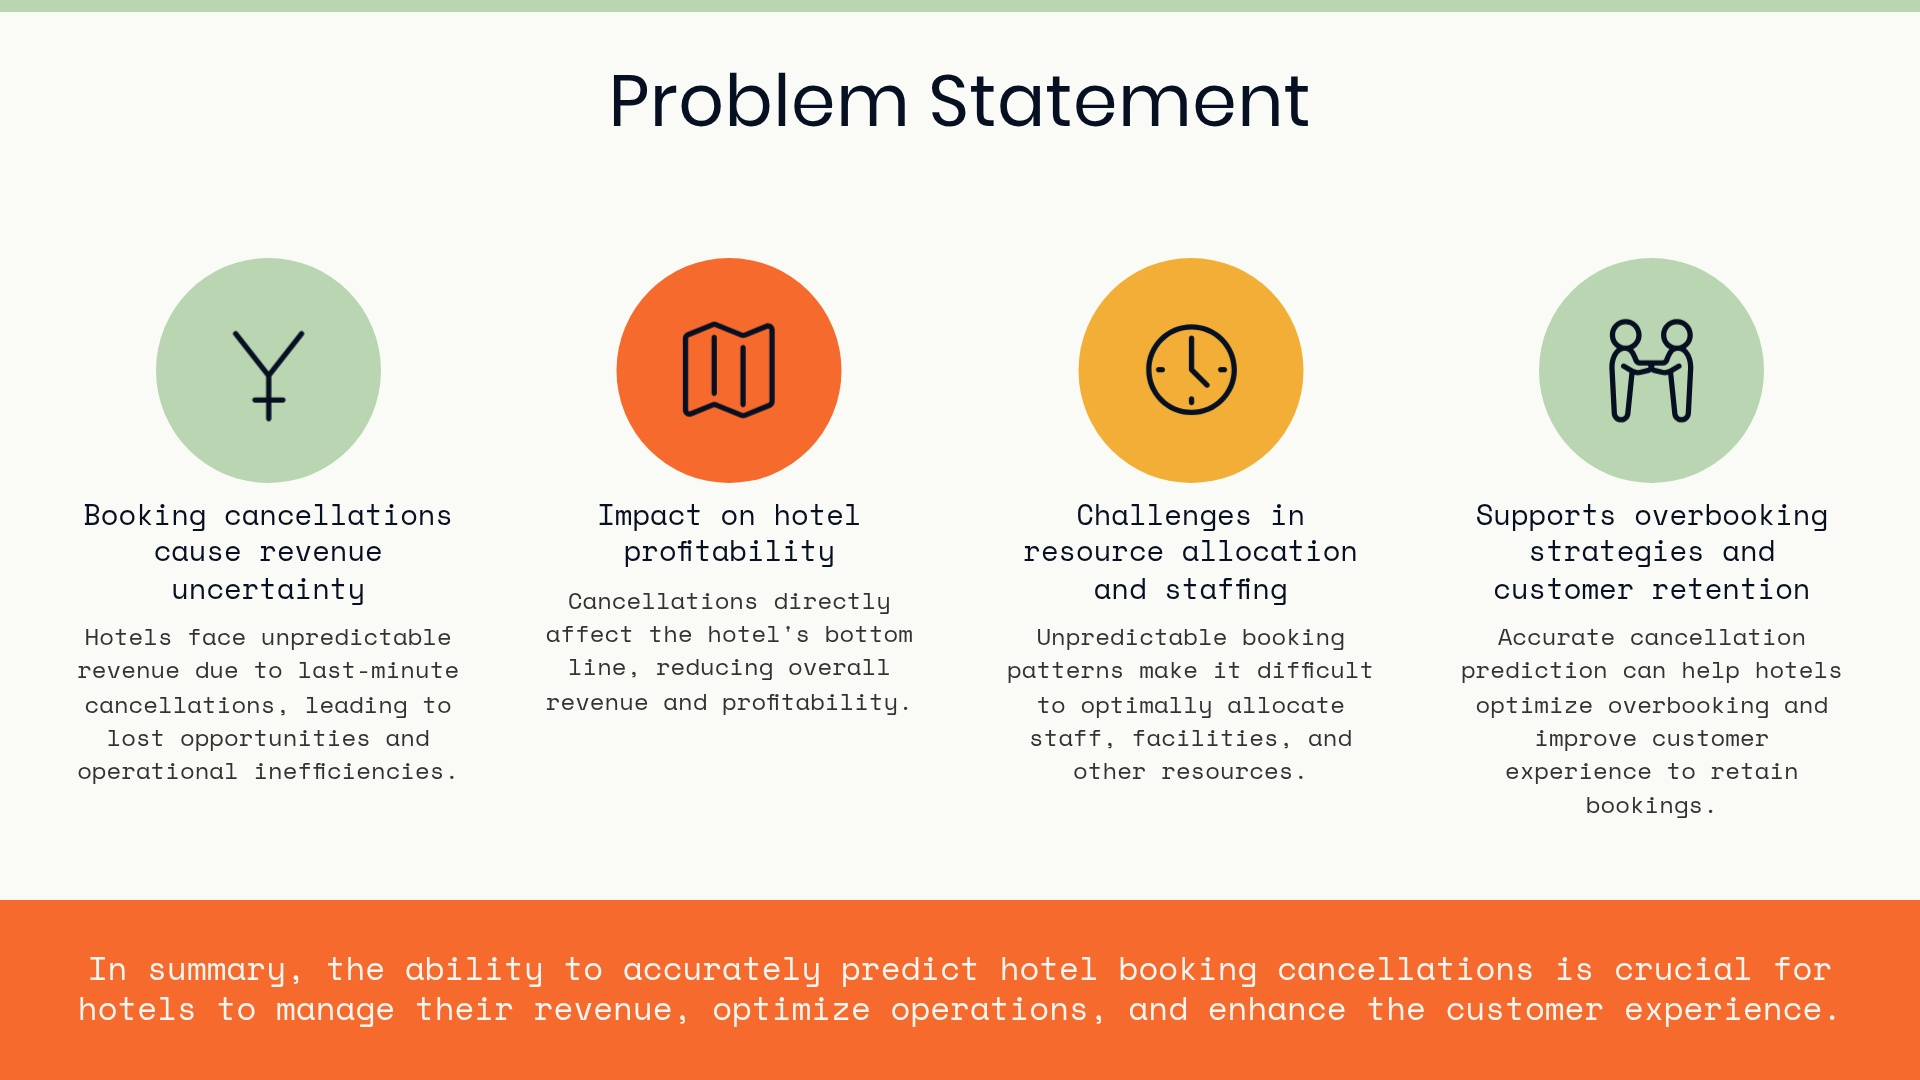 Problem Statement
Booking cancellations
cause revenue
uncertainty
Hotels face unpredictable
revenue due to last-minute
cancellations, leading to
lost opportunities and
operational inefficiencies.
Impact on hotel
profitability
Cancellations directly
affect the hotel's bottom
line, reducing overall
revenue and profitability.
Challenges in
resource allocation
and staffing
Unpredictable booking
patterns make it difficult
to optimally allocate
staff, facilities, and
other resources.
Supports overbooking
strategies and
customer retention
Accurate cancellation
prediction can help hotels
optimize overbooking and
improve customer
experience to retain
bookings.
In summary, the ability to accurately predict hotel booking cancellations is crucial for
hotels to manage their revenue, optimize operations, and enhance the customer experience.